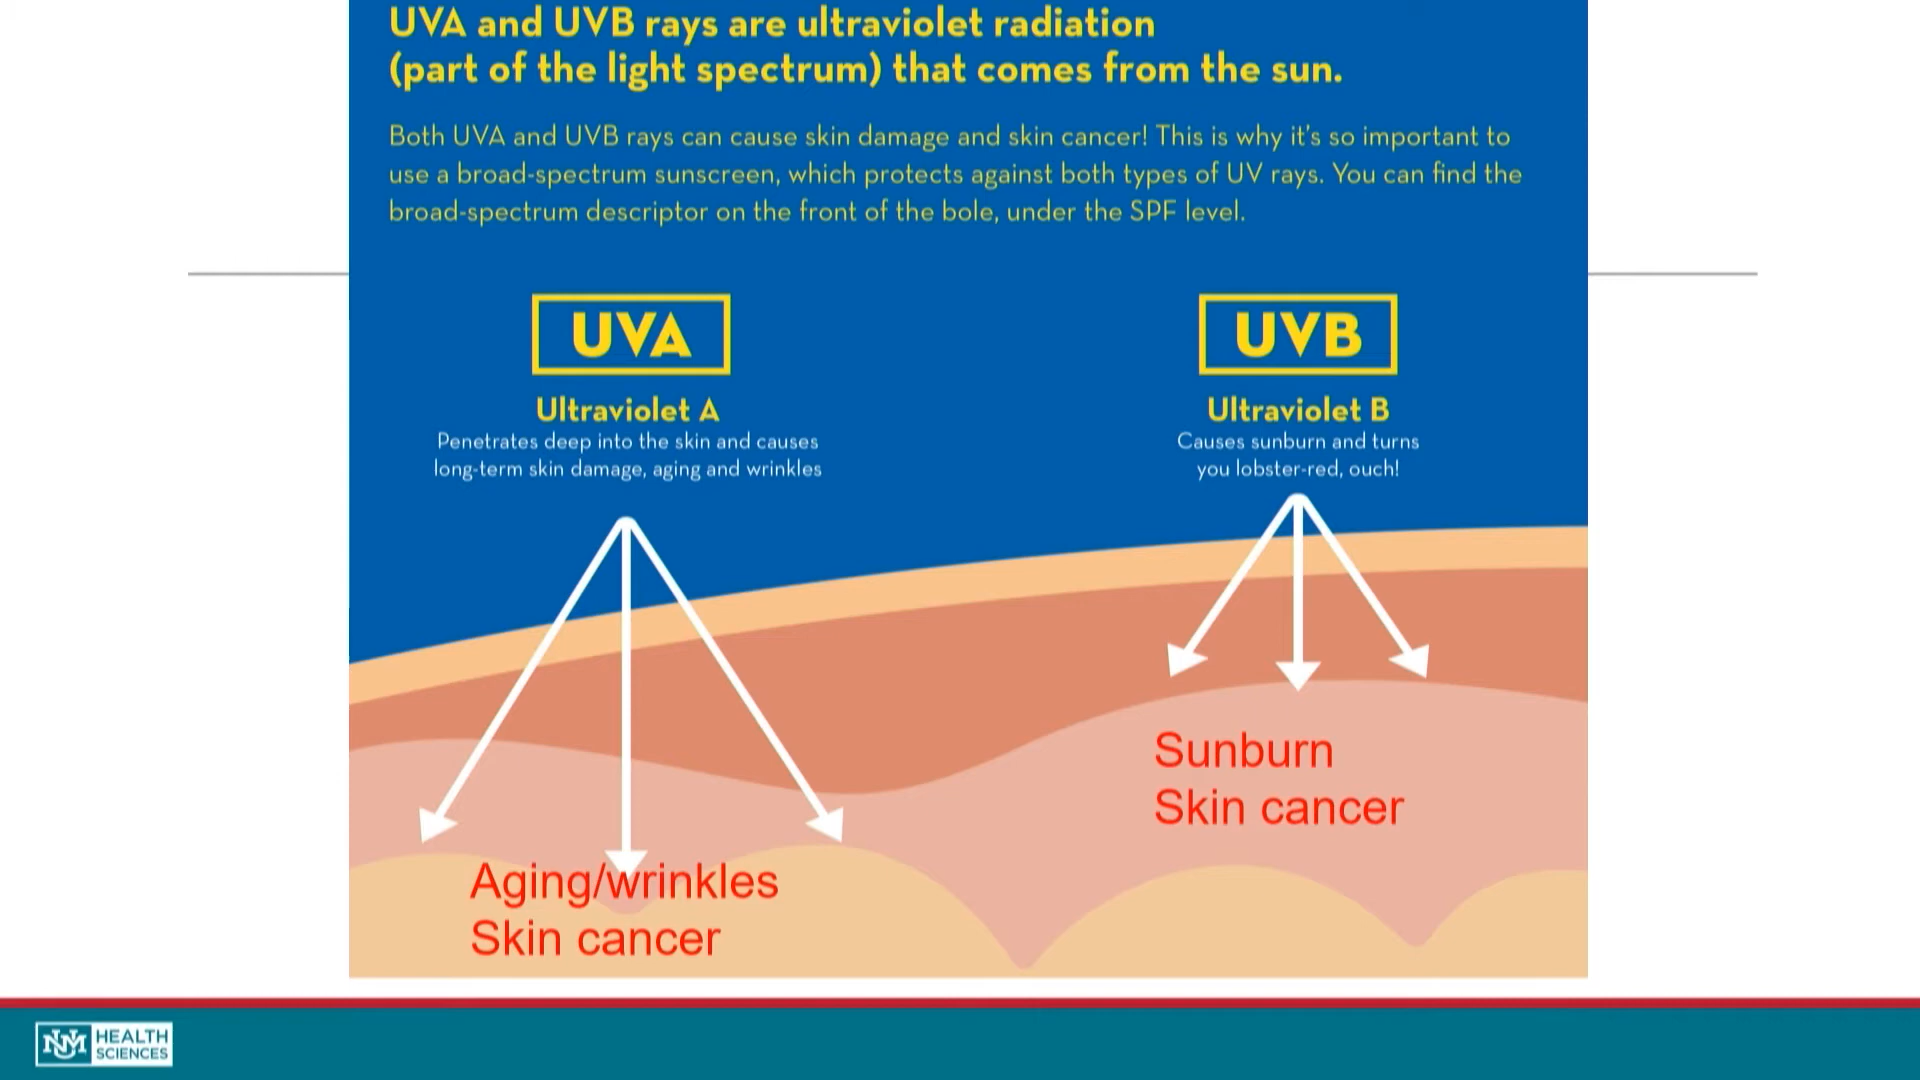 UVA and UVB rays are ultraviolet radiation
(part of the light spectrum) that comes from the sun.
Both UVA and UVB rays can cause skin damage and skin cancer! This is why it's so important to
use a broad-spectrum sunscreen, which protects against both types of UV rays. You can find the
broad-spectrum descriptor on the front of the bole, under the SPF level.
UVA
Ultraviolet A
Penetrates deep into the skin and causes
long-term skin damage, aging and wrinkles
UVB
Ultraviolet B
Causes sunburn and turns
you lobster-red, ouch!
Sunburn
Skin cancer
Aging/wrinkles
Skin cancer
UNM
HEALTH
SCIENCES